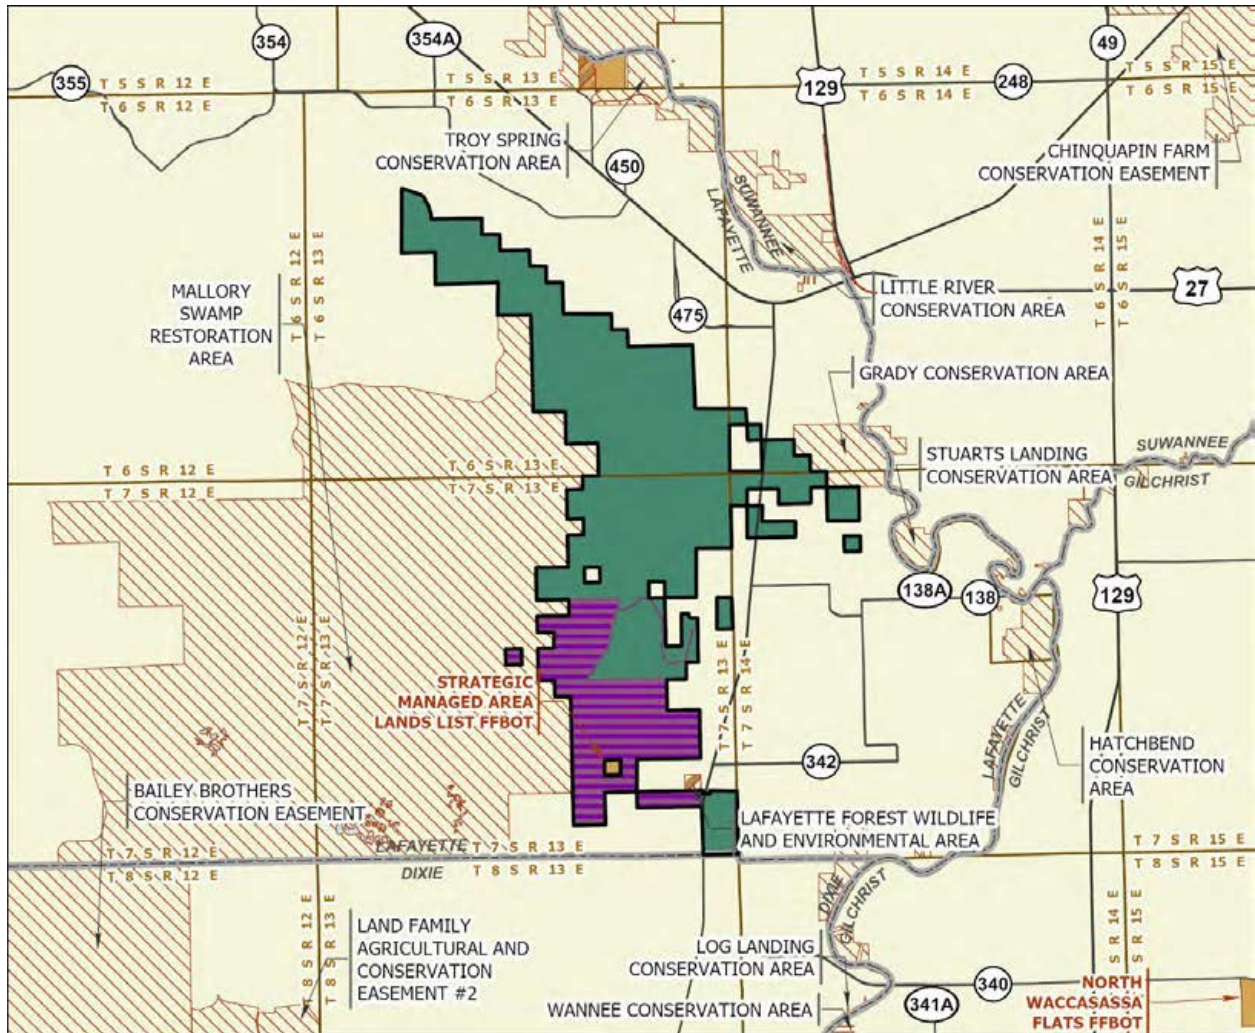 354
354A
49
355
T 5 S R 12 E
T 6 S R 12 E
T 5 S R 13 E
T 6 S R 13 E
129
T 5 S R 14 E
T 6 S R 14 E
248
T 5 S R 15 E
T 6 S R 15 E
TROY SPRING
CONSERVATION AREA
450
CHINQUAPIN FARM
CONSERVATION EASEMENT
SUWANNEE
LAFAYETTE
T 6 S R 12 E
T 6 S R 13 E
T 6 S R 14 E
T 6 S R 15 E
MALLORY
SWAMP
RESTORATION
AREA
475
LITTLE RIVER
CONSERVATION AREA
27
GRADY CONSERVATION AREA
STUARTS LANDING
CONSERVATION AREA
SUWANNEE
GILCHRIST
T 6 S R 12 E
T 7 S R 12 E
T 6 S R 13 E
T 7 S R 13 E
138A
138
129
T 7 S R 12 E
T 7 S R 13 E
T 7 S R 13 E
T 7 S R 14 E
STRATEGIC
MANAGED AREA
LANDS LIST FFBOT
LAFAYETTE
GILCHRIST
HATCHBEND
CONSERVATION
AREA
342
BAILEY BROTHERS
CONSERVATION EASEMENT
LAFAYETTE FOREST WILDLIFE
AND ENVIRONMENTAL AREA
LAFAYETTE
DIXIE
T 7 S R 12 E
T 8 S R 12 E
T 7 S R 13 E
T 8 S R 13 E
T 7 S R 15 E
T 8 S R 15 E
DIXIE
GILCHRIST
T 8 S R 12 E
T 8 S R 13 E
S R 14 E
S R 15 E
LAND FAMILY
AGRICULTURAL AND
CONSERVATION
EASEMENT #2
LOG LANDING
CONSERVATION AREA
WANNEE CONSERVATION AREA
340
341A
NORTH
WACCASASSA
FLATS FFBOT